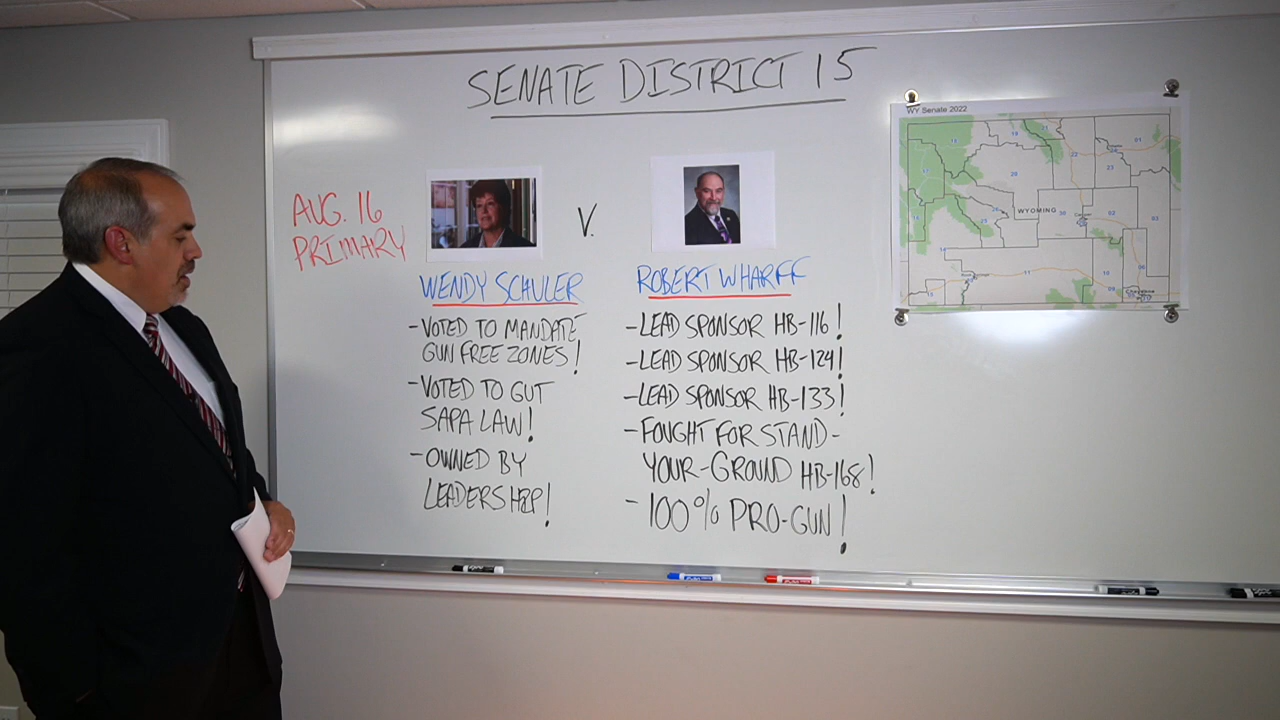 SENATE DISTRICT 15
WY Senate 2022
WYOMING
AUG. 16
PRIMARY
V.
WENDY SCHULER
-VOTED TO MANDATE
GUN FREE ZONES!
-VOTED TO GUT
SAPA LAW!
-OWNED BY
LEADERSHIP!
ROBERT WHARFF
-LEAD SPONSOR HB-116!
-LEAD SPONSOR HB-124!
-LEAD SPONSOR HB-133!
-FOUGHT FOR STAND-
YOUR-GROUND HB-168!
-100% PRO-GUN!